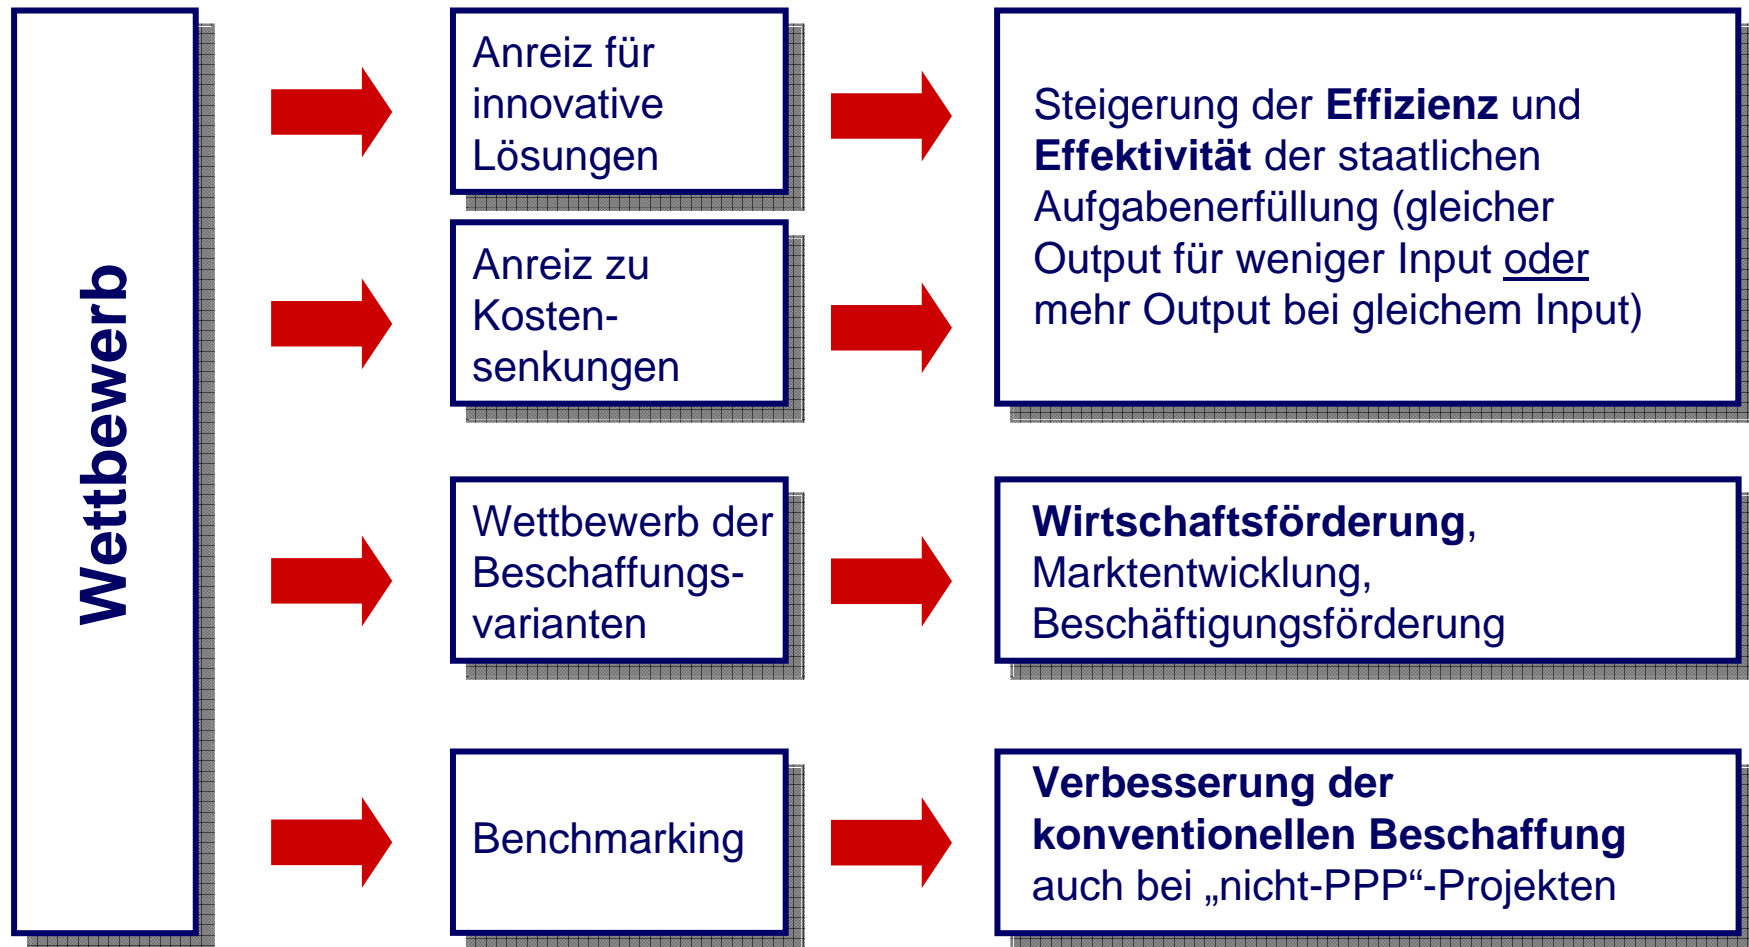 Wettbewerb
Anreiz für
innovative
Lösungen
Steigerung der Effizienz und
Effektivität der staatlichen
Aufgabenerfüllung (gleicher
Output für weniger Input oder
mehr Output bei gleichem Input)
Anreiz zu
Kosten-
senkungen
Wettbewerb der
Beschaffungs-
varianten
Wirtschaftsförderung,
Marktentwicklung,
Beschäftigungsförderung
Benchmarking
Verbesserung der
konventionellen Beschaffung
auch bei „nicht-PPP“-Projekten